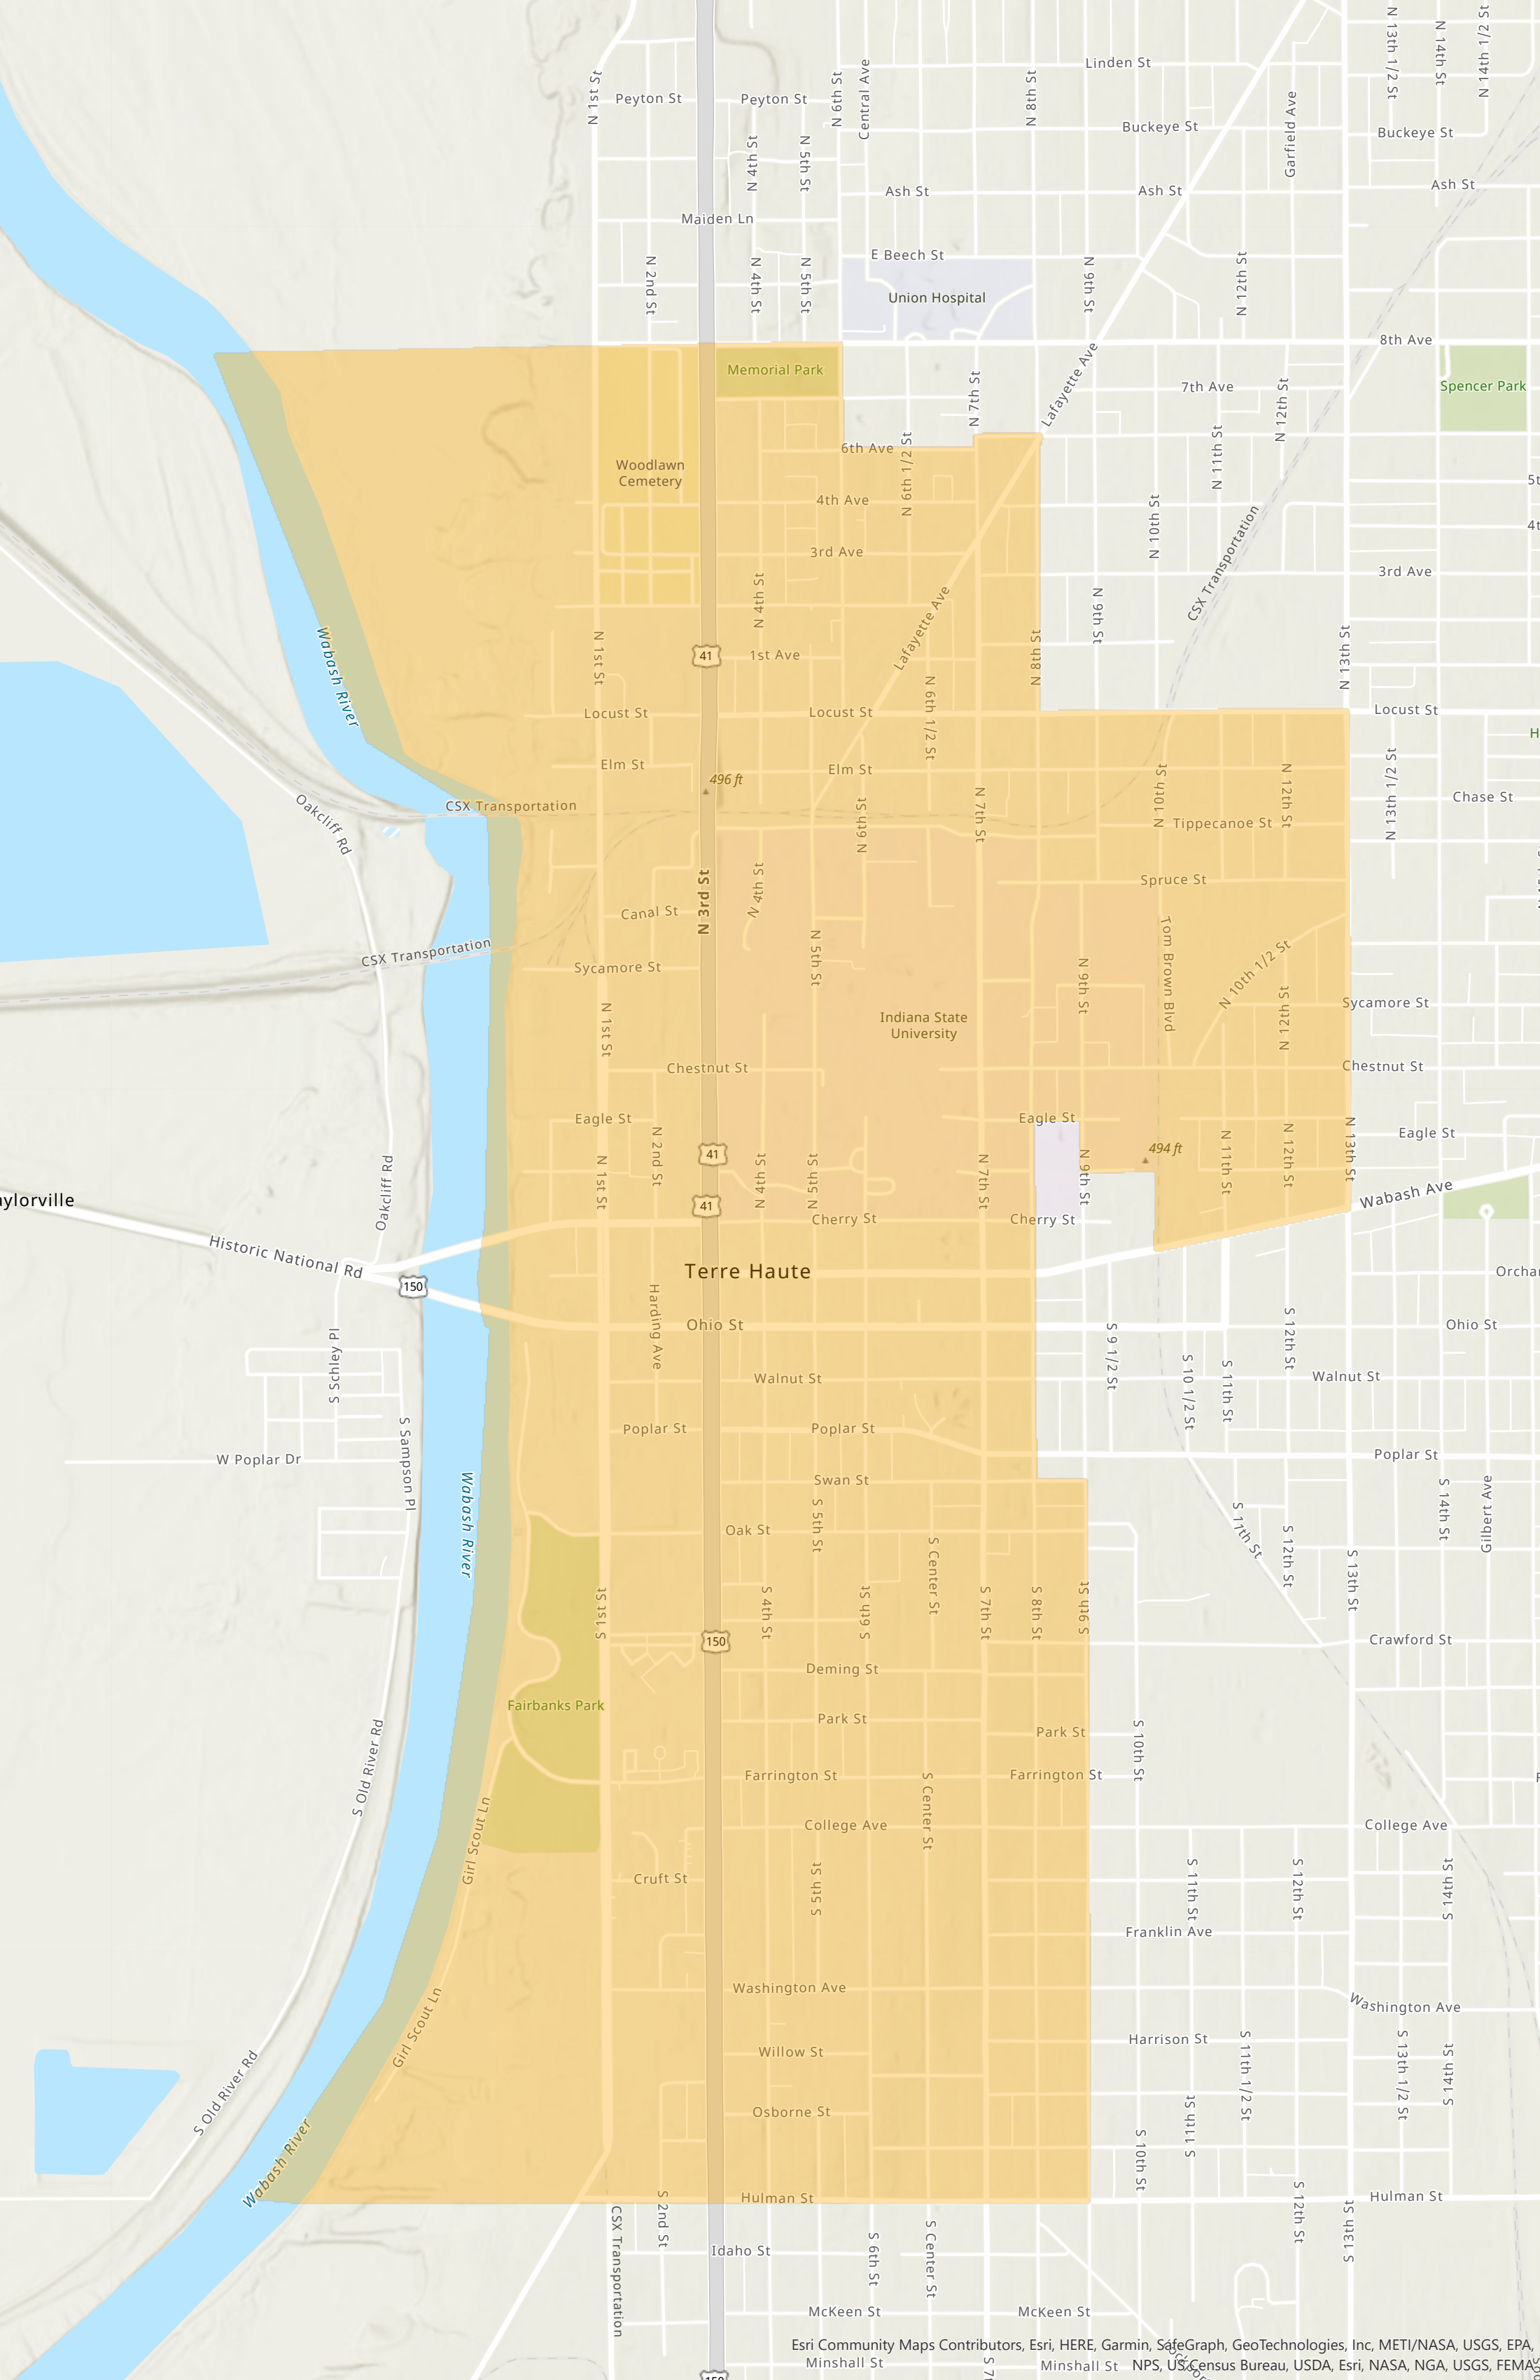 N 13th 1/2 St
N 14th St
N 14th 1/2 St
Linden St
N 1st St
Peyton St
Peyton St
N 6th St
Central Ave
N 8th St
Garfield Ave
Buckeye St
Buckeye St
N 4th St
N 5th St
Ash St
Ash St
Ash St
Maiden Ln
E Beech St
N 2nd St
N 4th St
N 5th St
Union Hospital
N 9th St
N 12th St
8th Ave
Memorial Park
N 7th St
Lafayette Ave
7th Ave
N 12th St
Spencer Park
6th Ave
N 6th 1/2 St
N 11th St
Woodlawn
Cemetery
4th Ave
N 10th St
CSX Transportation
5t
4t
3rd Ave
3rd Ave
N 4th St
N 9th St
Lafayette Ave
Wabash River
N 1st St
41
1st Ave
N 8th St
N 13th St
N 6th 1/2 St
Locust St
Locust St
Locust St
H
Elm St
496 ft
Elm St
N 10th St
N 12th St
N 13th 1/2 St
Chase St
Oakcliff Rd
CSX Transportation
N 6th St
N 7th St
Tippecanoe St
N 3rd St
N 4th St
Spruce St
Canal St
CSX Transportation
N 5th St
Tom Brown Blvd
N 10th 1/2 St
Sycamore St
N 9th St
N 12th St
Sycamore St
N 1st St
Indiana State
University
Chestnut St
Chestnut St
Eagle St
Eagle St
Eagle St
N 2nd St
41
494 ft
N 11th St
N 12th St
N 13th St
Oakcliff Rd
N 1st St
N 4th St
N 5th St
N 7th St
N 9th St
aylorville
Wabash Ave
41
Cherry St
Cherry St
Historic National Rd
150
Terre Haute
Orchar
Harding Ave
Ohio St
Ohio St
S Schley Pl
S 9 1/2 St
S 10 1/2 St
S 11th St
S 12th St
Walnut St
Walnut St
Poplar St
Poplar St
Poplar St
W Poplar Dr
S Sampson Pl
Wabash River
Swan St
S 14th St
Gilbert Ave
Oak St
S 5th St
S Center St
S 11th St
S 12th St
S 13th St
S 1st St
S 4th St
S 6th St
S 7th St
S 8th St
S 9th St
150
Crawford St
Deming St
Fairbanks Park
Park St
Park St
S 10th St
S Old River Rd
Farrington St
Farrington St
F
Girl Scout Ln
S Center St
College Ave
College Ave
Cruft St
S 5th St
S 11th St
S 12th St
S 14th St
Franklin Ave
Washington Ave
Washington Ave
Girl Scout Ln
Harrison St
Willow St
S 11th 1/2 St
S 13th 1/2 St
S 14th St
S Old River Rd
Osborne St
S 10th St
S 11th St
Wabash River
Hulman St
Hulman St
S 2nd St
S 12th St
S 13th St
CSX Transportation
Idaho St
S 6th St
S Center St
McKeen St
McKeen St
Esri Community Maps Contributors, Esri, HERE, Garmin, SafeGraph, GeoTechnologies, Inc, METI/NASA, USGS, EPA,
Minshall St
Minshall St
NPS, US Census Bureau, USDA, Esri, NASA, NGA, USGS, FEMA
150
S 7t